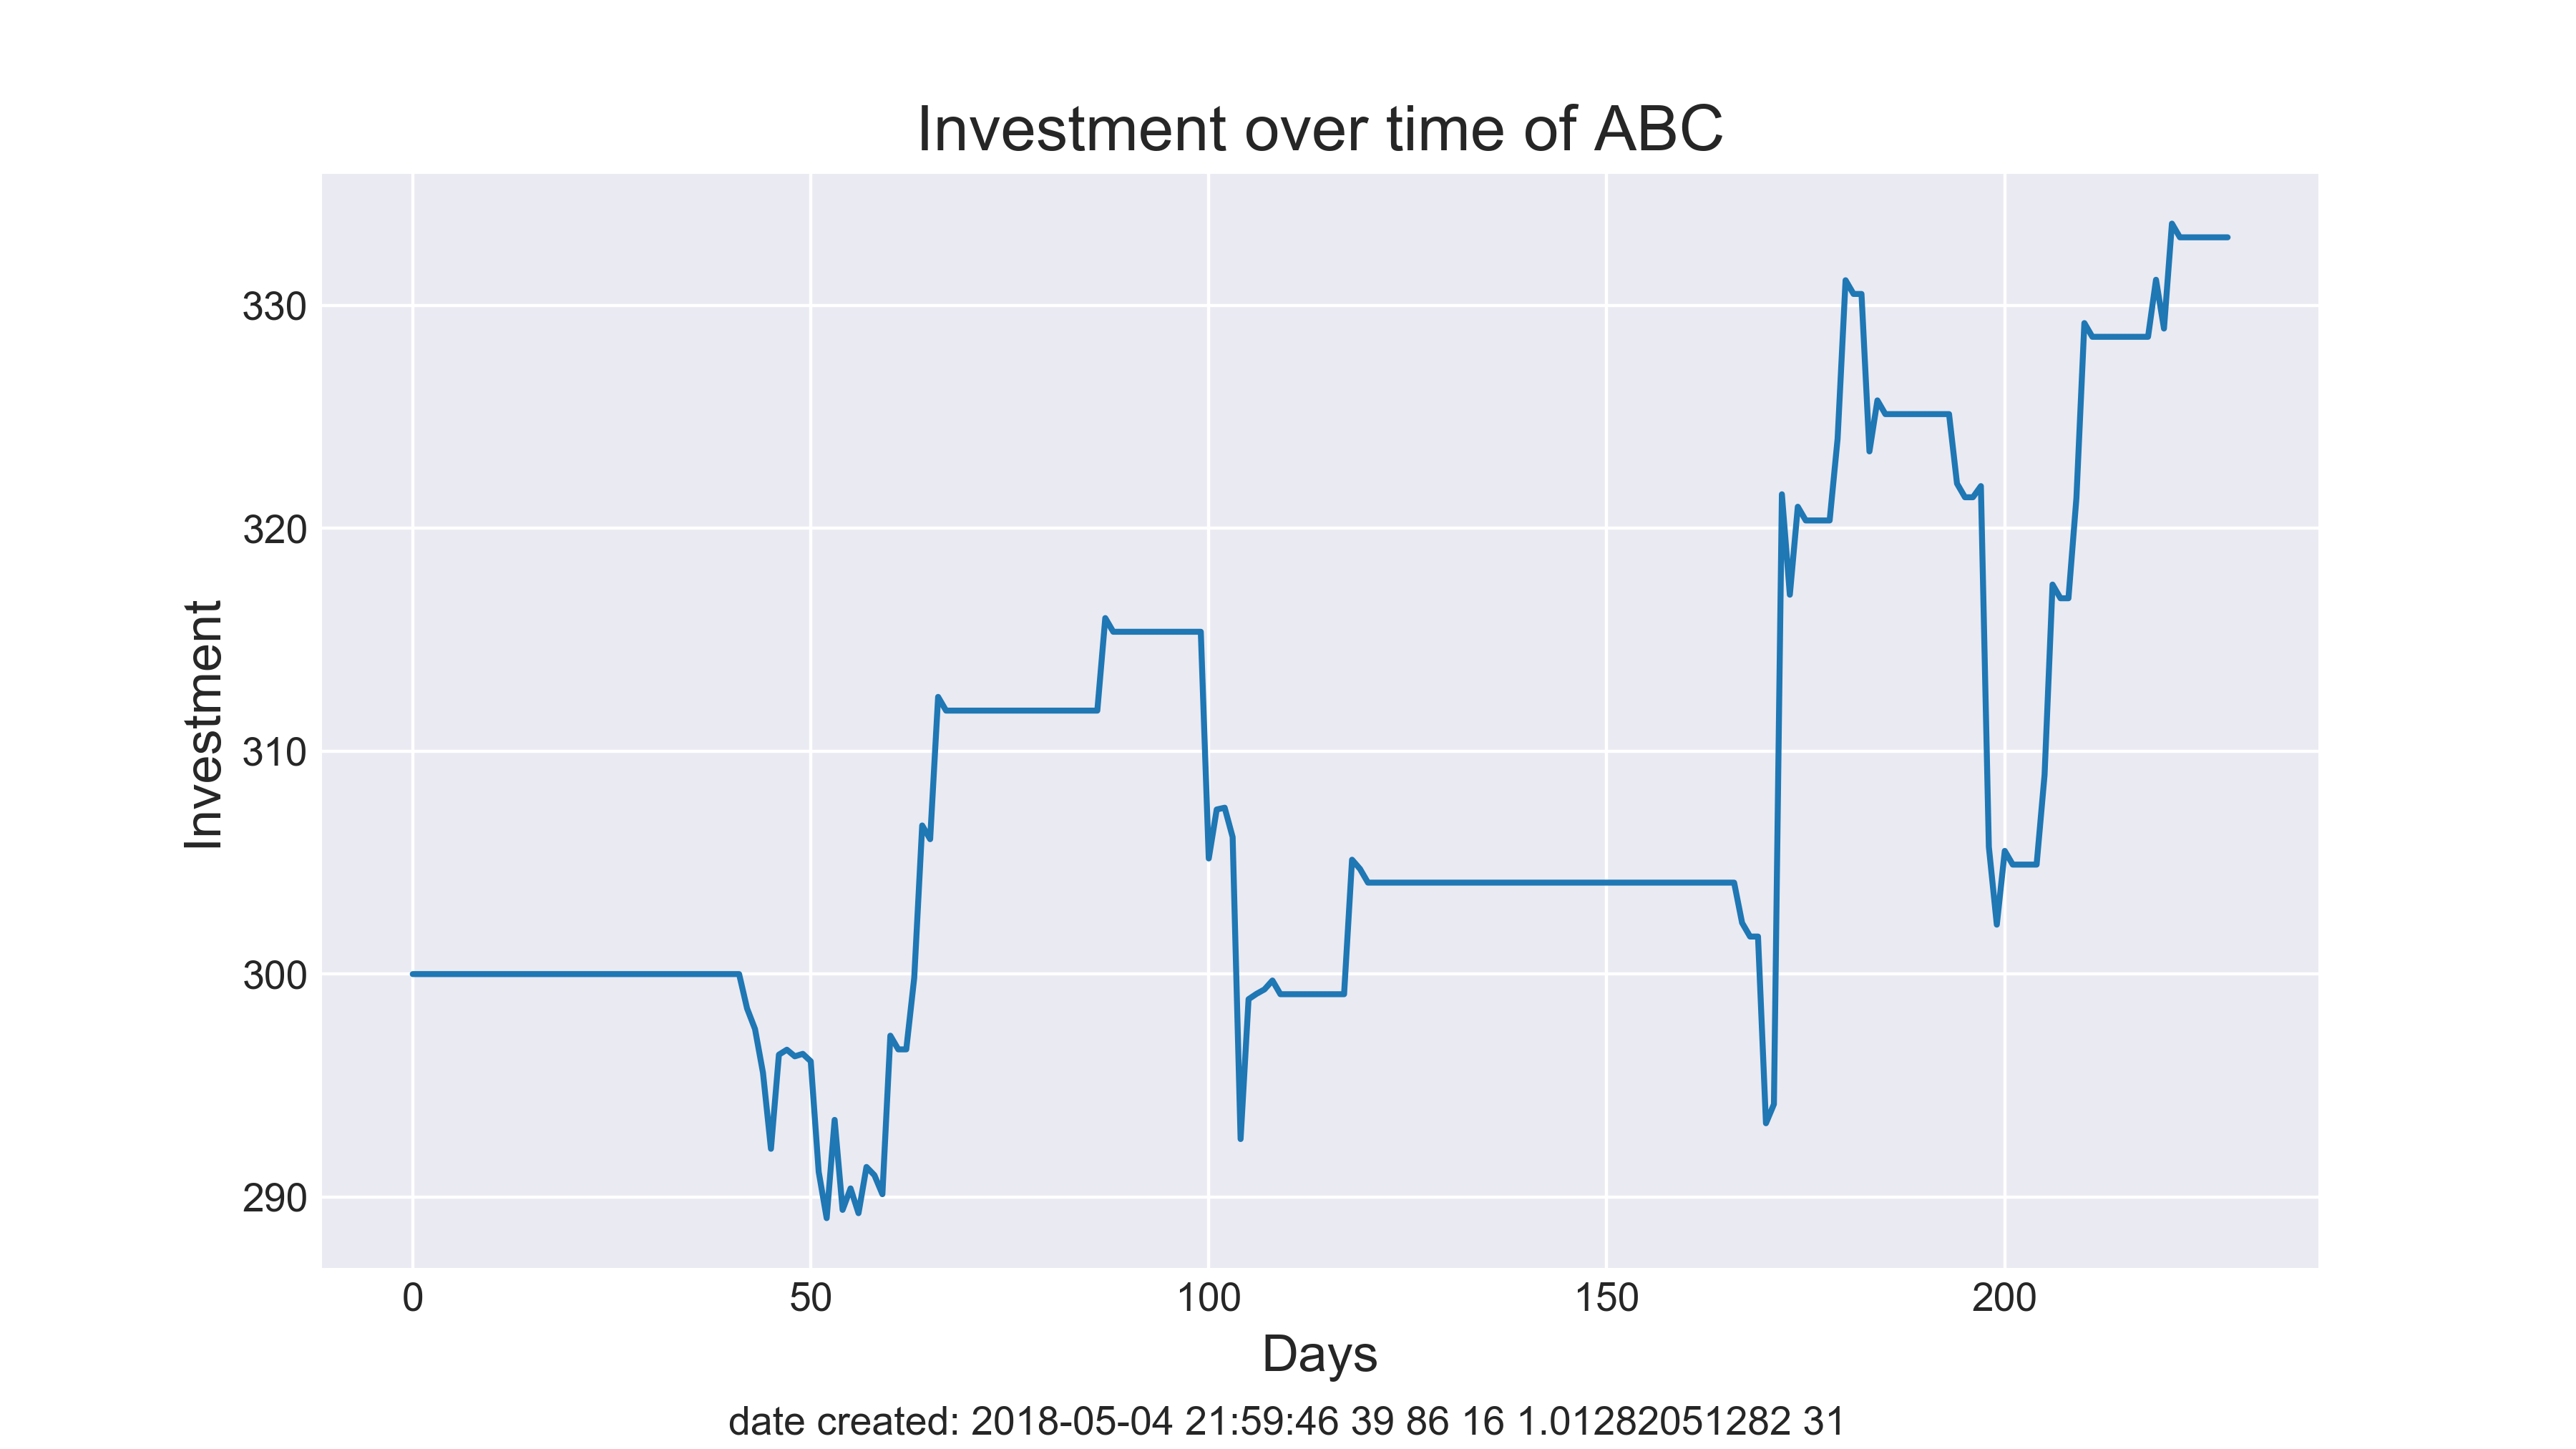 Investment over time of ABC
Investment
330
320
310
300
290
0 50 100 150 200
Days
date created: 2018-05-04 21:59:46 39 86 16 1.01282051282 31